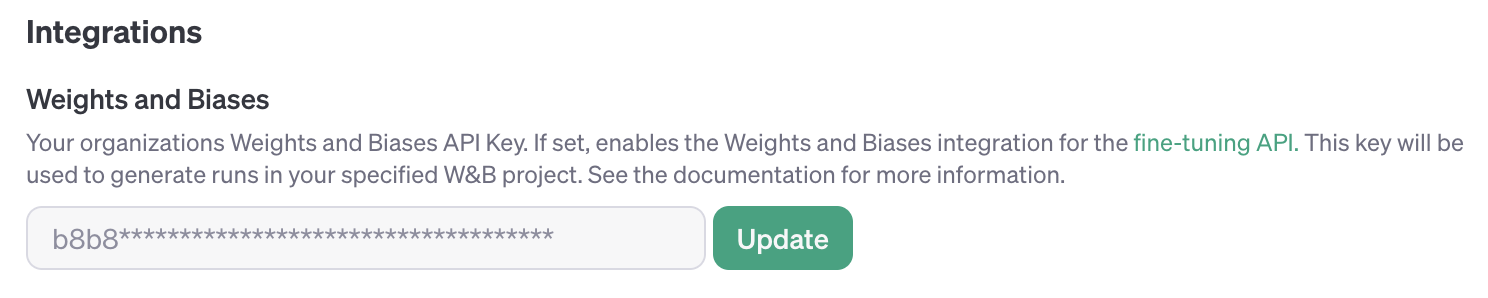 Integrations
Weights and Biases
Your organizations Weights and Biases API Key. If set, enables the Weights and Biases integration for the fine-tuning API. This key will be
used to generate runs in your specified W&B project. See the documentation for more information.
b8b8************************************
Update